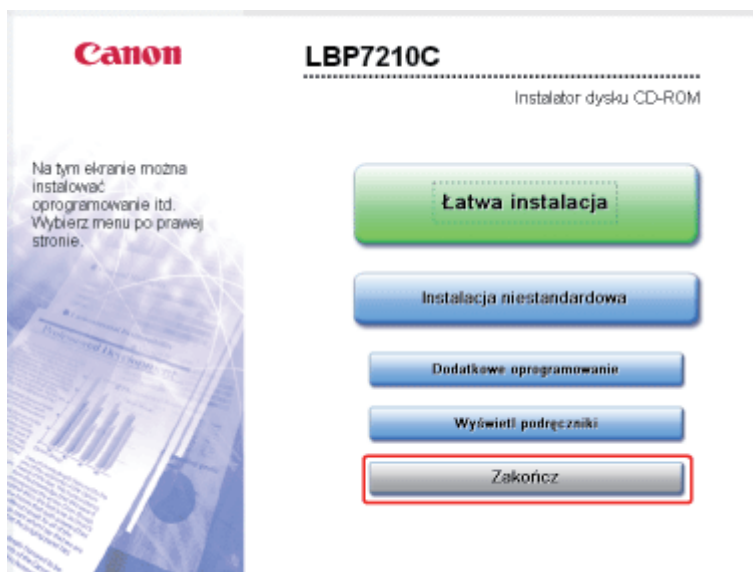 Canon
LBP7210C
Instalator dysku CD-ROM
Na tym ekranie można
instalować
oprogramowanie itd.
Wybierz menu po prawej
stronie.
Łatwa instalacja
Instalacja niestandardowa
Dodatkowe oprogramowanie
Wyświetl podręczniki
Zakończ